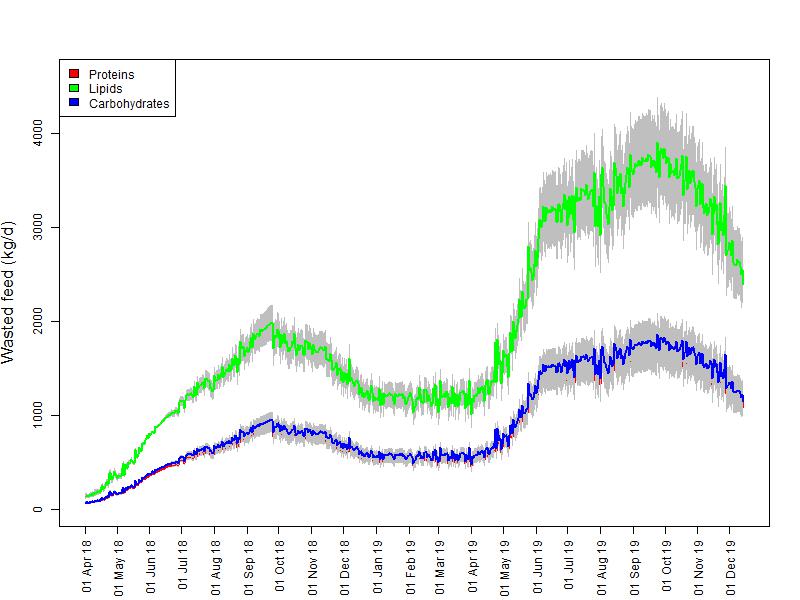 Proteins
Lipids
Carbohydrates
Wasted feed (kg/d)
4000
3000
2000
1000
0
01 Apr 18
01 May 18
01 Jun 18
01 Jul 18
01 Aug 18
01 Sep 18
01 Oct 18
01 Nov 18
01 Dec 18
01 Jan 19
01 Feb 19
01 Mar 19
01 Apr 19
01 May 19
01 Jun 19
01 Jul 19
01 Aug 19
01 Sep 19
01 Oct 19
01 Nov 19
01 Dec 19